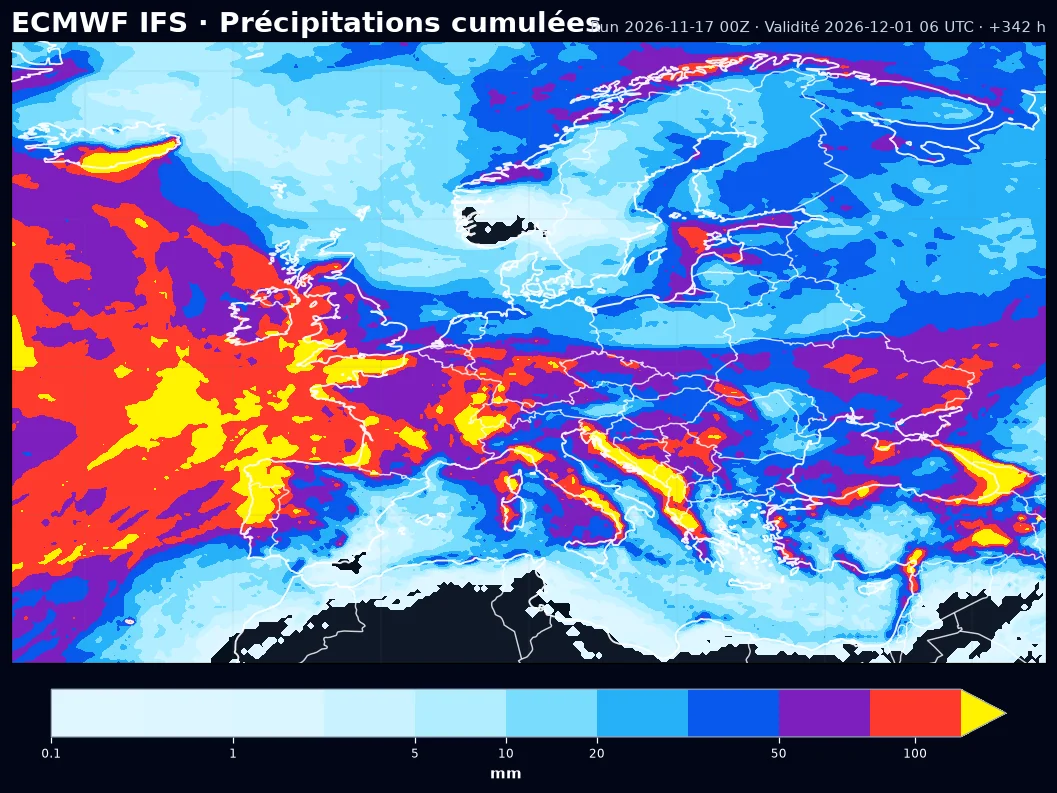 ECMWF IFS · Précipitations cumulées
Run 2026-11-17 00Z · Validité 2026-12-01 06 UTC · +342 h
0.1 1 5 10 20 50 100
mm